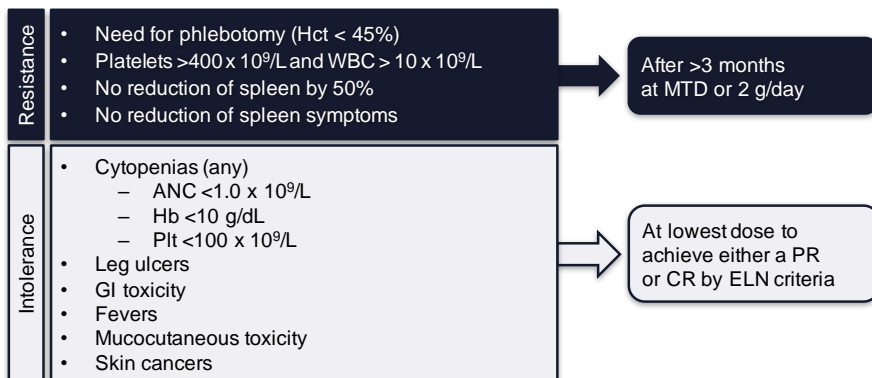 Resistance
• Need for phlebotomy (Hct < 45%)
• Platelets >400 x 10⁹/L and WBC > 10 x 10⁹/L
• No reduction of spleen by 50%
• No reduction of spleen symptoms
After >3 months
at MTD or 2 g/day
Intolerance
• Cytopenias (any)
– ANC <1.0 x 10⁹/L
– Hb <10 g/dL
– Plt <100 x 10⁹/L
• Leg ulcers
• GI toxicity
• Fevers
• Mucocutaneous toxicity
• Skin cancers
At lowest dose to
achieve either a PR
or CR by ELN criteria